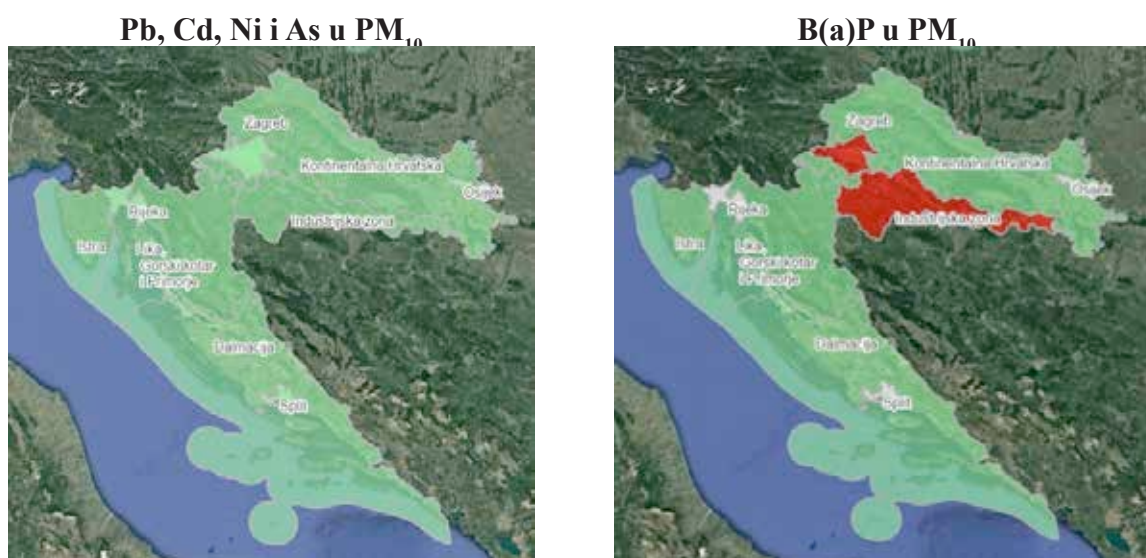 Pb, Cd, Ni i As u PM₁₀
Zagreb
Kontinentalna Hrvatska
Osijek
Industrijska zona
Rijeka
Istra
Lika,
Gorski kotar
i Primorje
Dalmacija
Split
B(a)P u PM₁₀
Zagreb
Kontinentalna Hrvatska
Osijek
Industrijska zona
Rijeka
Istra
Lika,
Gorski kotar
i Primorje
Dalmacija
Split